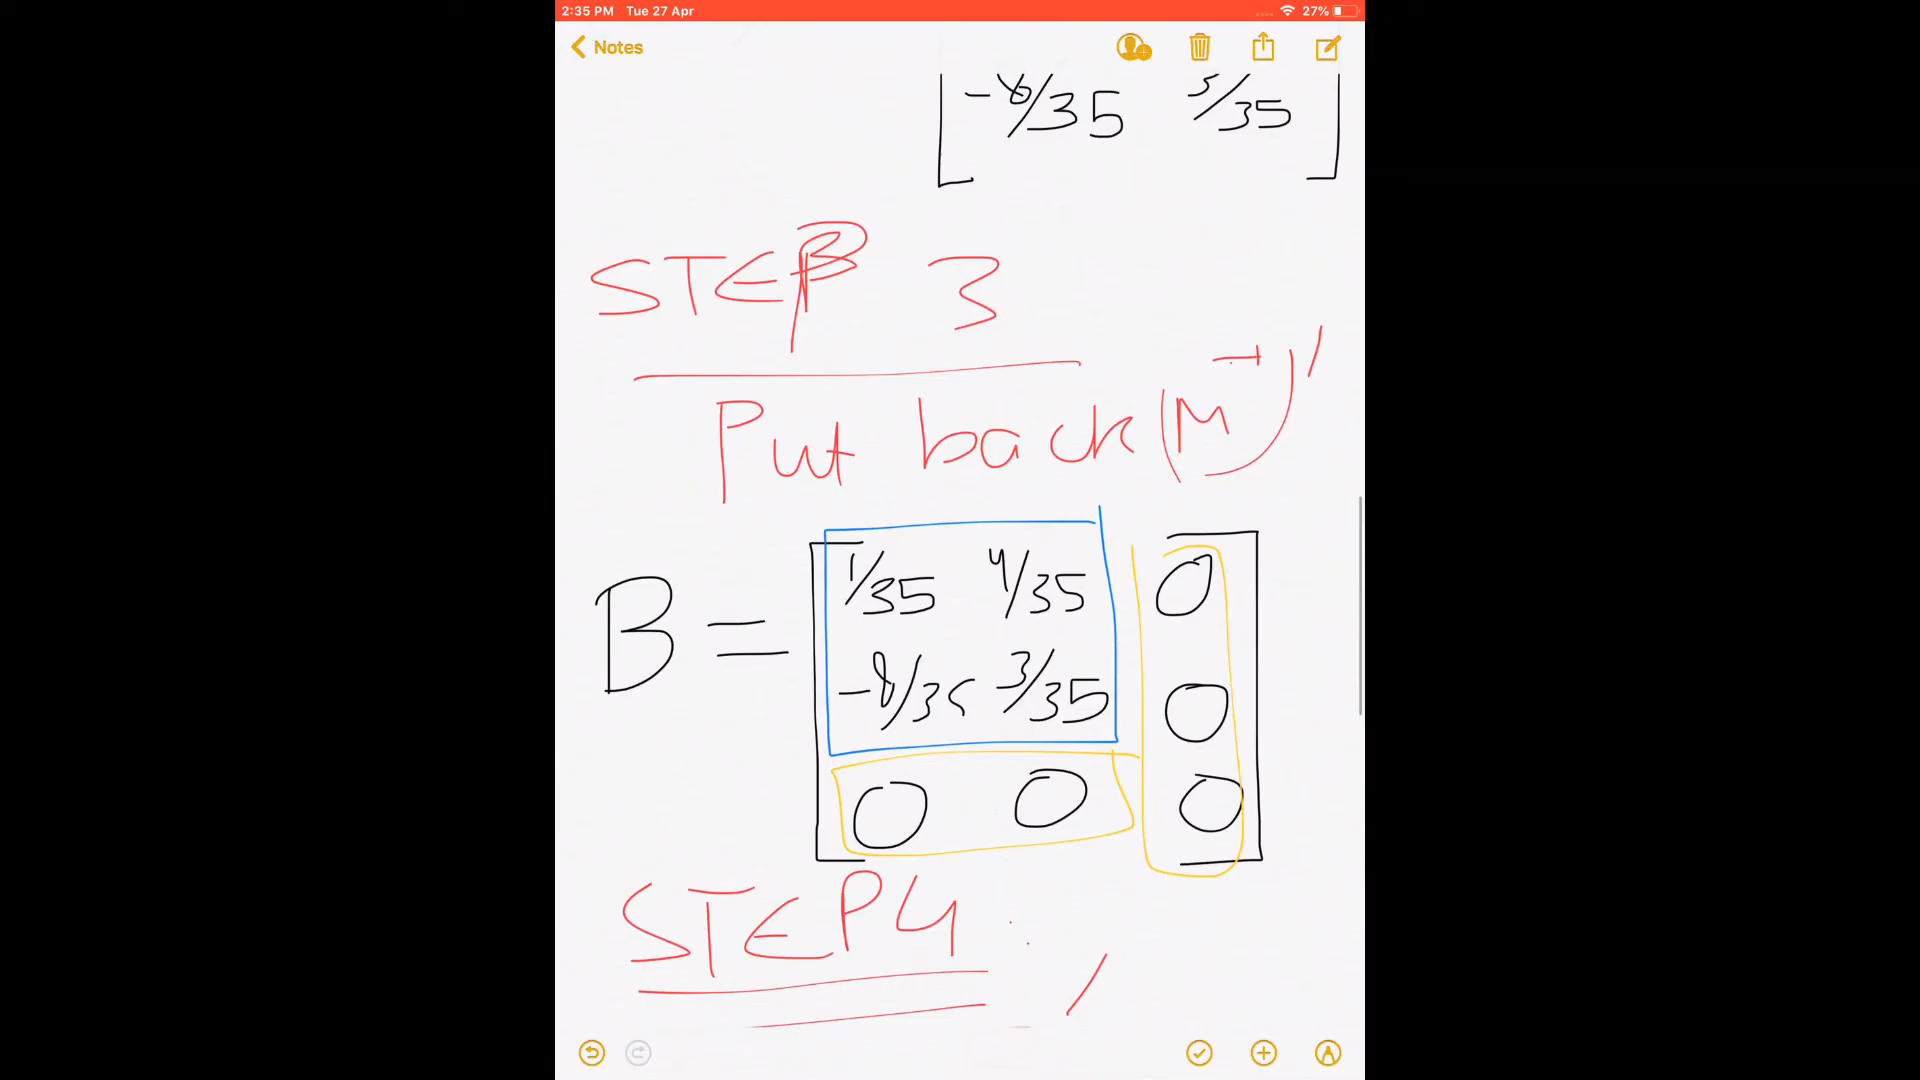 2:35 PM Tue 27 Apr 27%
Notes
-8/35 3/35
STEP 3
Put back (M⁻¹)'
B = 1/35 4/35 0
-8/35 3/35 0
0 0 0
STEP 4